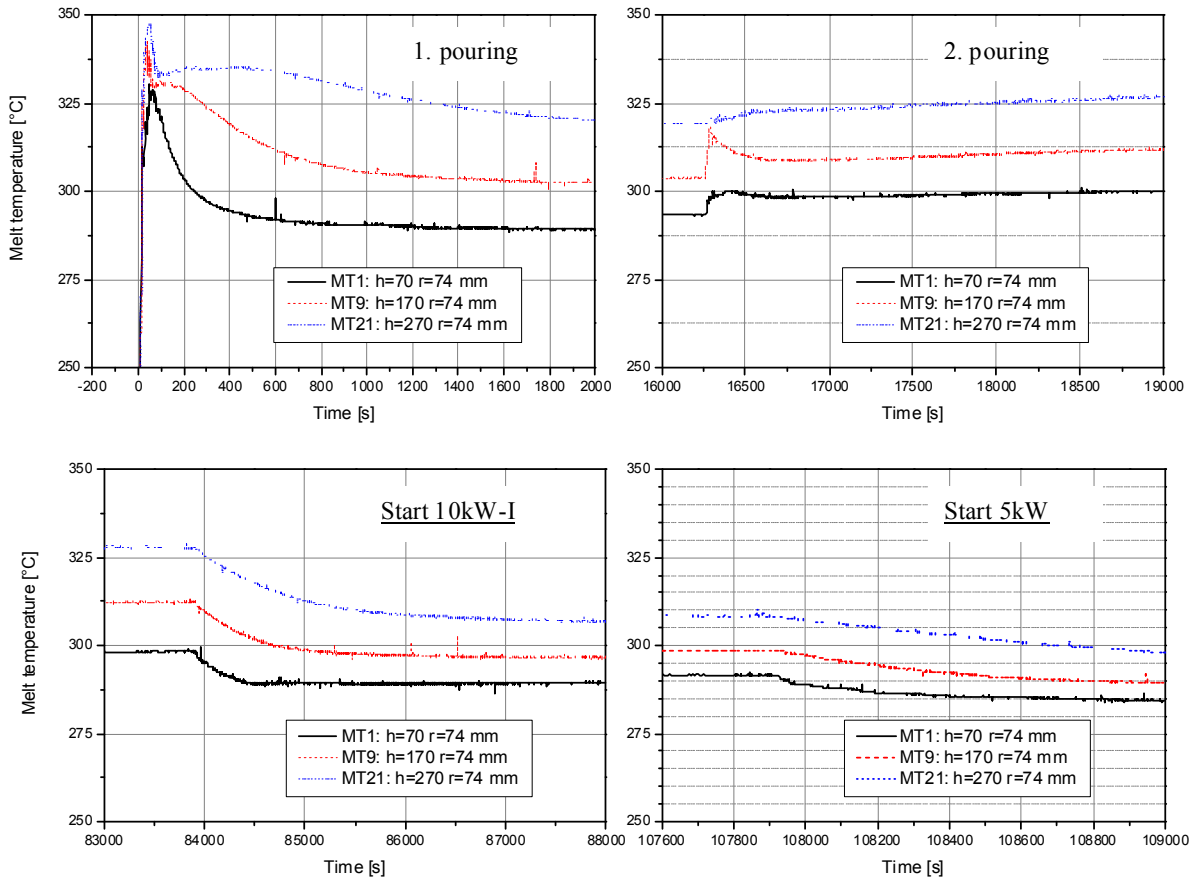 1. pouring
Melt temperature [°C]
350
325
300
275
250
MT1: h=70 r=74 mm
MT9: h=170 r=74 mm
MT21: h=270 r=74 mm
-200 0 200 400 600 800 1000 1200 1400 1600 1800 2000
Time [s]
2. pouring
350
325
300
275
250
MT1: h=70 r=74 mm
MT9: h=170 r=74 mm
MT21: h=270 r=74 mm
16000 16500 17000 17500 18000 18500 19000
Time [s]
Start 10kW-I
Melt temperature [°C]
350
325
300
275
250
MT1: h=70 r=74 mm
MT9: h=170 r=74 mm
MT21: h=270 r=74 mm
83000 84000 85000 86000 87000 88000
Time [s]
Start 5kW
350
325
300
275
250
MT1: h=70 r=74 mm
MT9: h=170 r=74 mm
MT21: h=270 r=74 mm
107600 107800 108000 108200 108400 108600 108800 109000
Time [s]